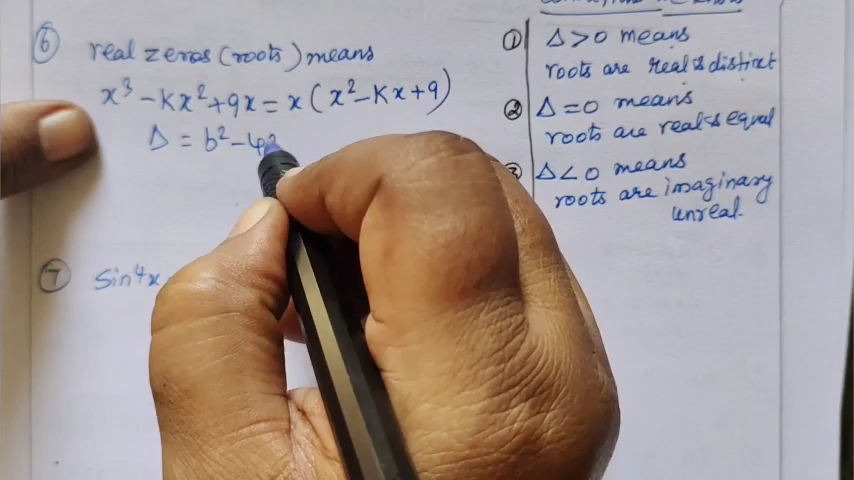 ⑥ real zeros (roots) means
x³ - Kx² + 9x = x (x² - Kx + 9)
Δ = b² - 4a
⑦ sin⁴x
① Δ > 0 means
roots are real & distinct
② Δ = 0 means
roots are real & equal
Δ < 0 means
roots are imaginary
unreal.